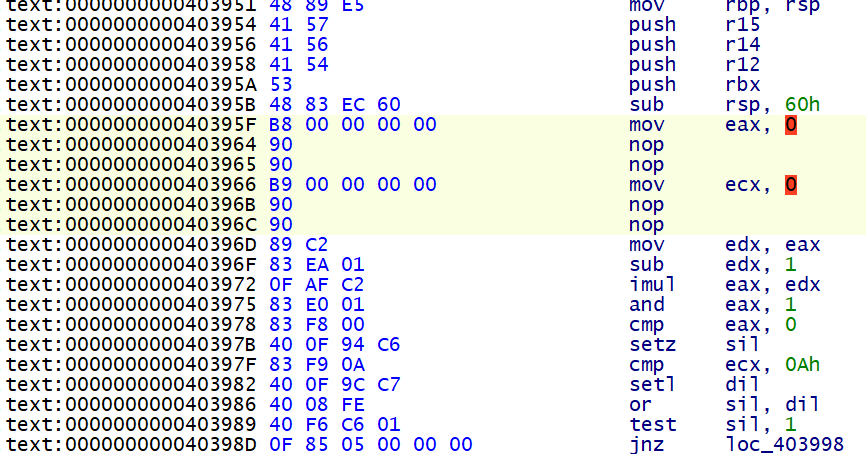 text:0000000000403951 48 89 E5 mov rbp, rsp
text:0000000000403954 41 57 push r15
text:0000000000403956 41 56 push r14
text:0000000000403958 41 54 push r12
text:000000000040395A 53 push rbx
text:000000000040395B 48 83 EC 60 sub rsp, 60h
text:000000000040395F B8 00 00 00 00 mov eax, 0
text:0000000000403964 90 nop
text:0000000000403965 90 nop
text:0000000000403966 B9 00 00 00 00 mov ecx, 0
text:000000000040396B 90 nop
text:000000000040396C 90 nop
text:000000000040396D 89 C2 mov edx, eax
text:000000000040396F 83 EA 01 sub edx, 1
text:0000000000403972 0F AF C2 imul eax, edx
text:0000000000403975 83 E0 01 and eax, 1
text:0000000000403978 83 F8 00 cmp eax, 0
text:000000000040397B 40 0F 94 C6 setz sil
text:000000000040397F 83 F9 0A cmp ecx, 0Ah
text:0000000000403982 40 0F 9C C7 setl dil
text:0000000000403986 40 08 FE or sil, dil
text:0000000000403989 40 F6 C6 01 test sil, 1
text:000000000040398D 0F 85 05 00 00 00 jnz loc_403998